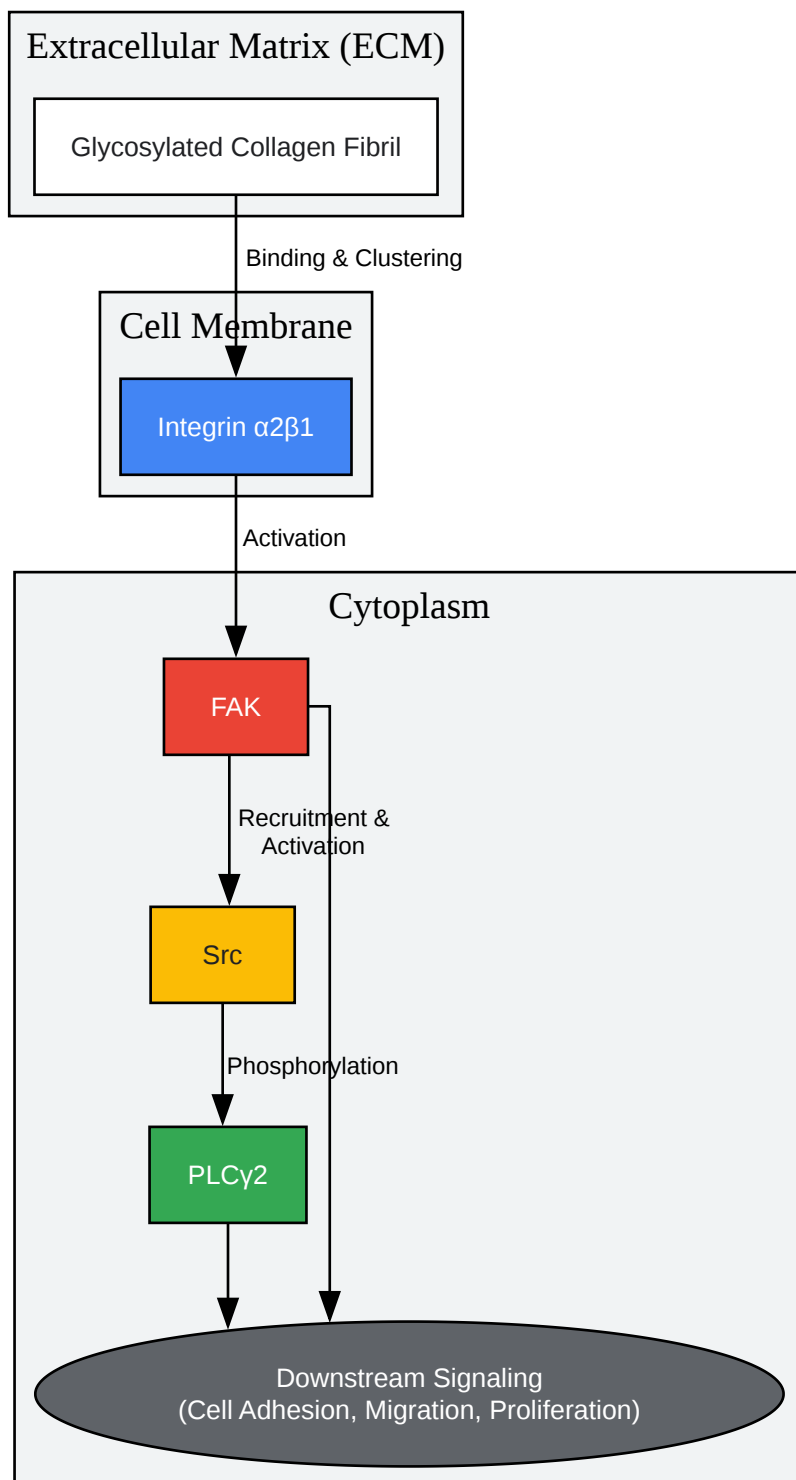 Extracellular Matrix (ECM)
Glycosylated Collagen Fibril
Binding & Clustering
Cell Membrane
Integrin α2β1
Activation
Cytoplasm
FAK
Recruitment &
Activation
Src
Phosphorylation
PLCγ2
Downstream Signaling
(Cell Adhesion, Migration, Proliferation)